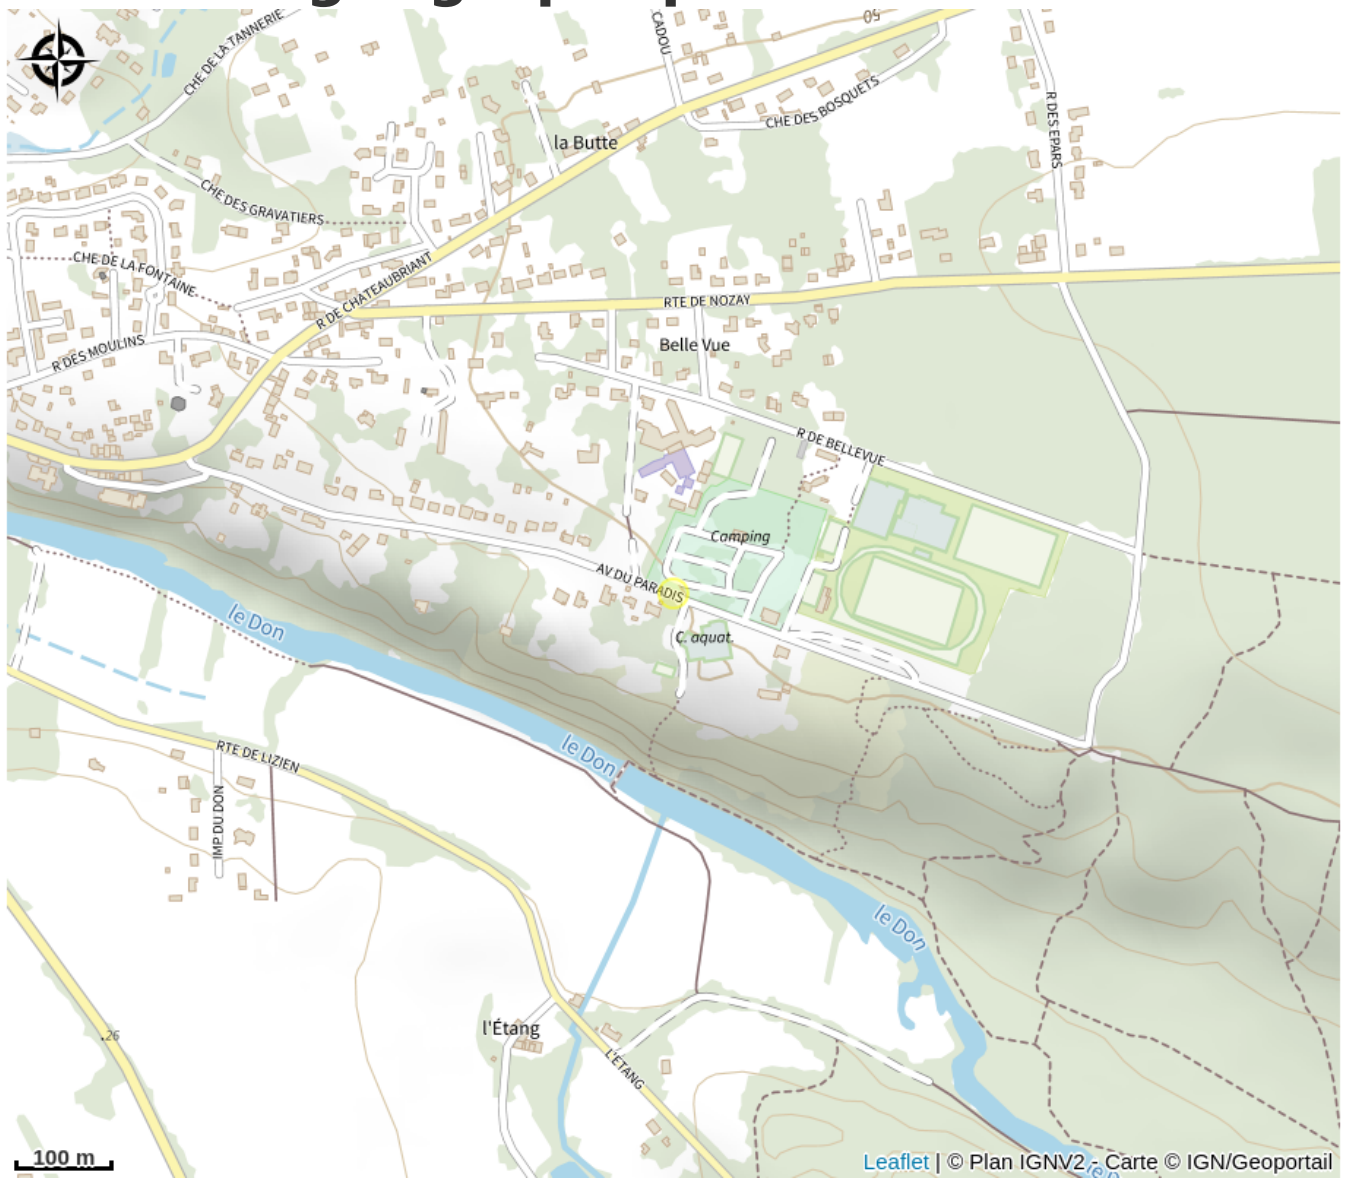 CHE DE LA TANNERIE
CADOU
50
CHE DES BOSQUETS
R DES EPARS
la Butte
CHE DES GRAVATIERS
CHE DE LA FONTAINE
R DE CHATEAUBRIANT
RTE DE NOZAY
R DES MOULINS
Belle Vue
R DE BELLEVUE
Camping
AV DU PARADIS
C. aquat.
le Don
le Don
RTE DE LIZIEN
IMP DU DON
le Don
26
l'Étang
L'ETANG
100 m
Leaflet | © Plan IGNV2 - Carte © IGN/Geoportail